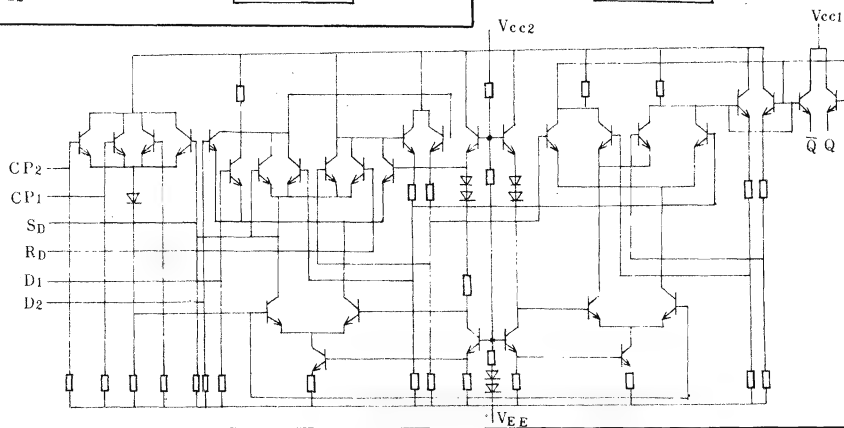 Vcc2
Vcc1
CP2
CP1
SD
RD
D1
D2
Q̅ Q
VEE